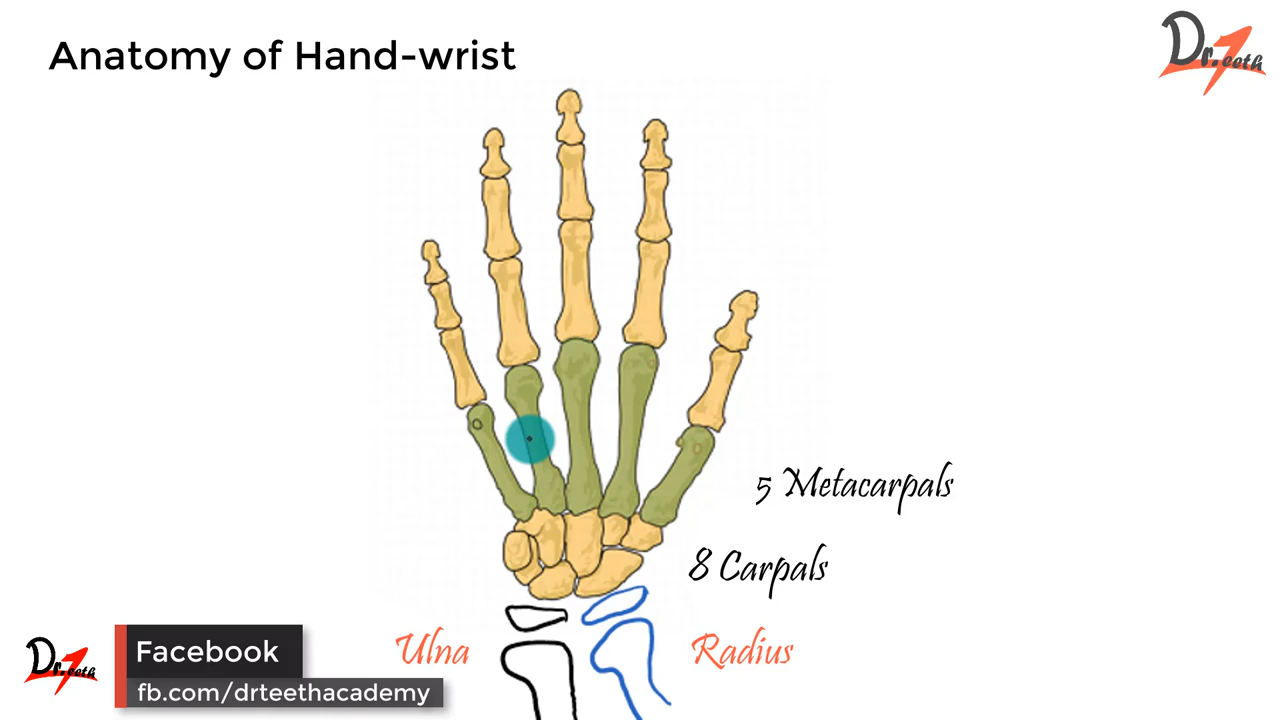 Anatomy of Hand-wrist
Dr.Teeth
5 Metacarpals
8 Carpals
Ulna
Radius
Dr.Teeth
Facebook
fb.com/drteethacademy